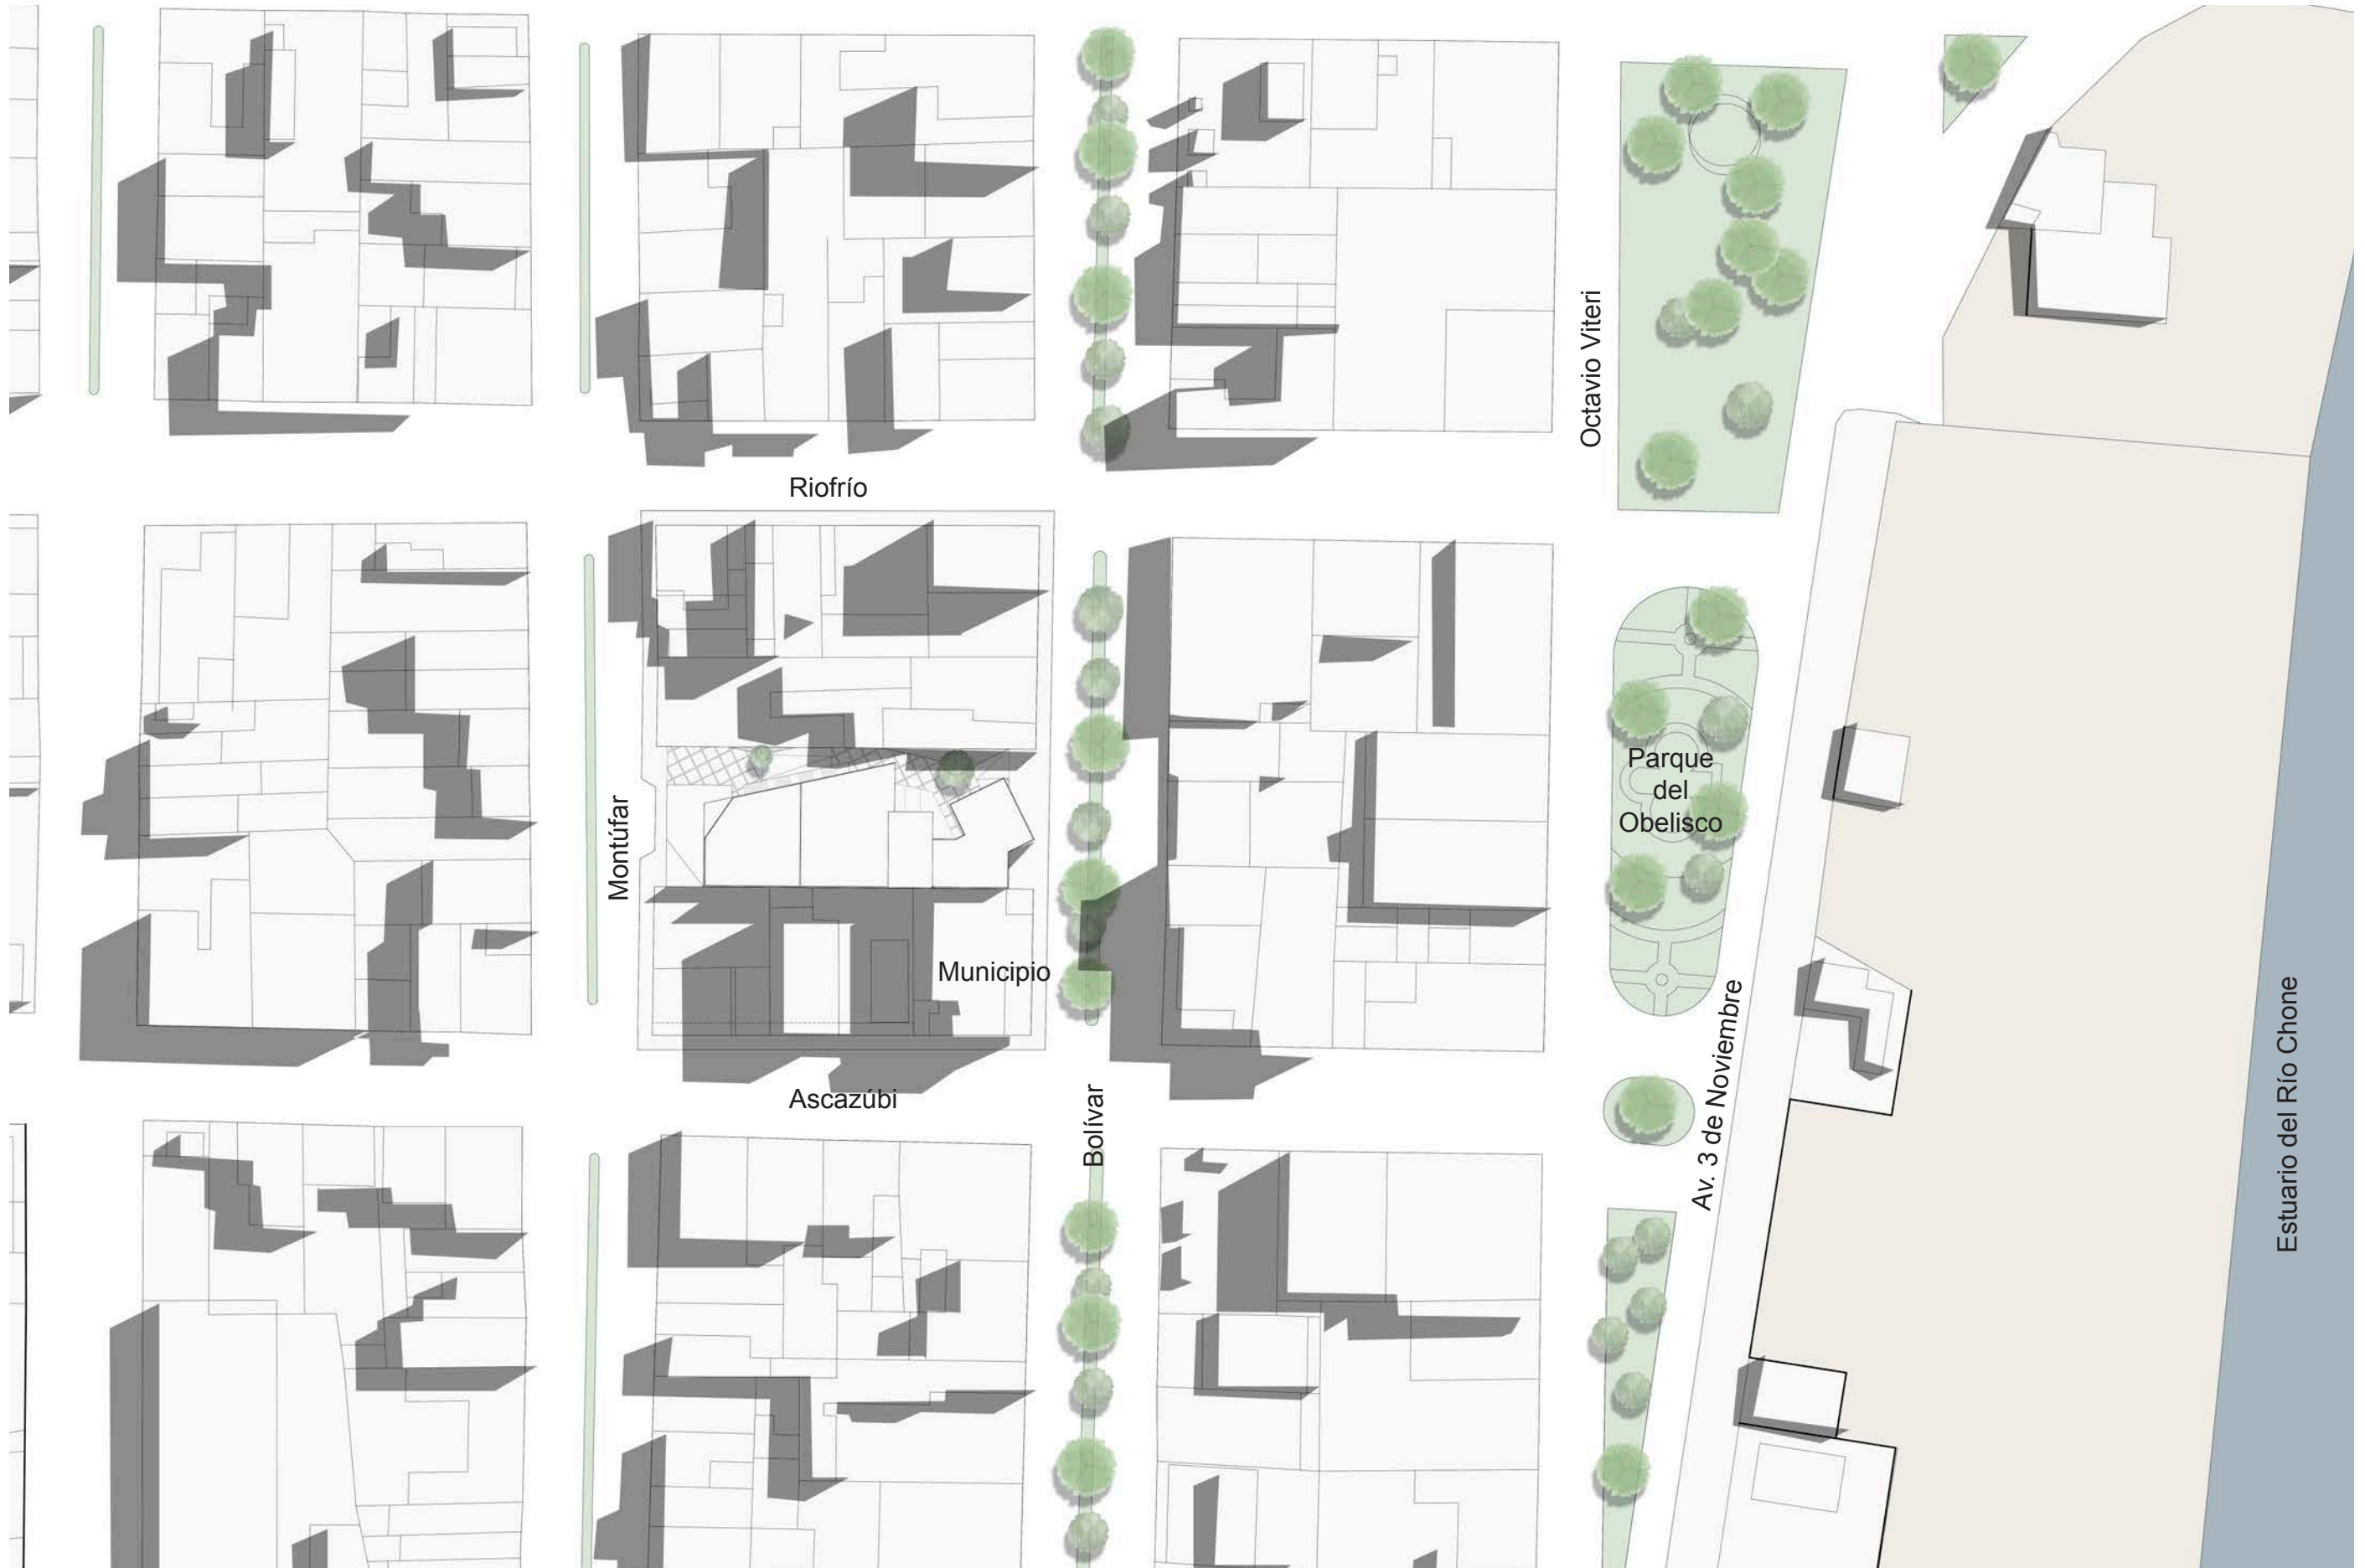 Octavio Viteri
Riofrío
Montúfar
Parque
del
Obelisco
Municipio
Av. 3 de Noviembre
Estuario del Río Chone
Ascazúbi
Bolívar